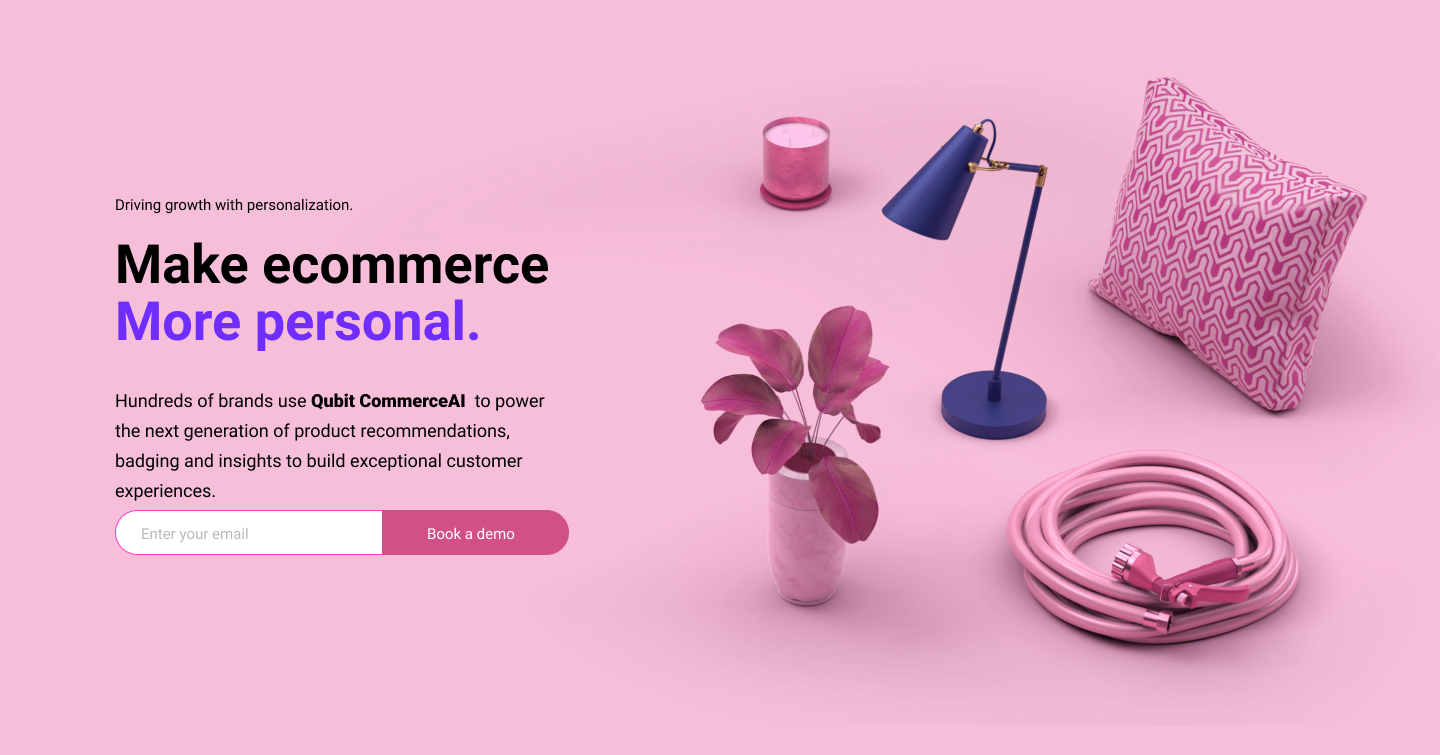 Driving growth with personalization.
Make ecommerce
More personal.
Hundreds of brands use Qubit CommerceAI to power
the next generation of product recommendations,
badging and insights to build exceptional customer
experiences.
Enter your email
Book a demo